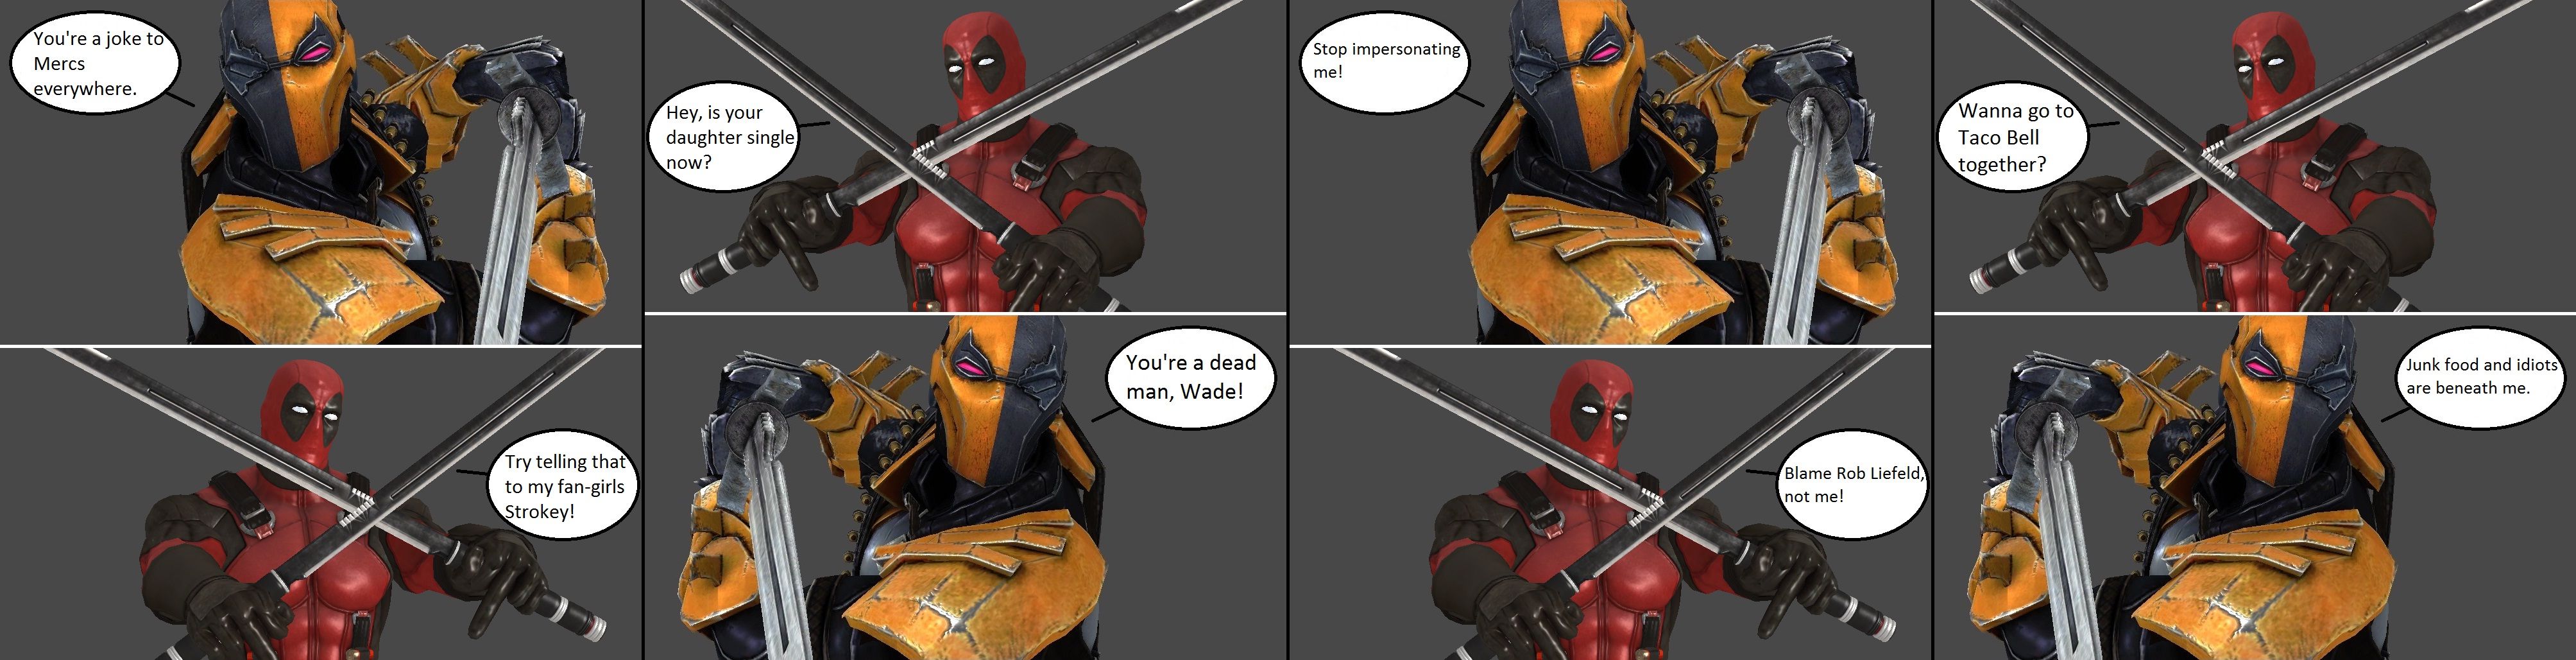 You're a joke to
Mercs
everywhere.
Try telling that
to my fan-girls
Strokey!
Hey, is your
daughter single
now?
You're a dead
man, Wade!
Stop impersonating
me!
Blame Rob Liefeld,
not me!
Wanna go to
Taco Bell
together?
Junk food and idiots
are beneath me.